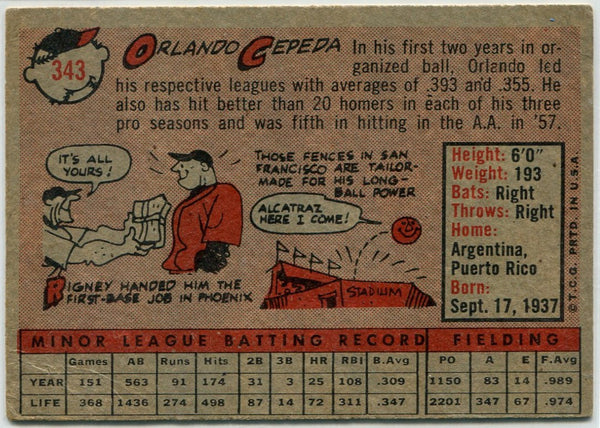 343
ORLANDO CEPEDA
In his first two years in or-
ganized ball, Orlando led
his respective leagues with averages of .393 and .355. He
also has hit better than 20 homers in each of his three
pro seasons and was fifth in hitting in the A.A. in '57.
IT'S ALL
YOURS!
RIGNEY HANDED HIM THE
FIRST-BASE JOB IN PHOENIX
THOSE FENCES IN SAN
FRANCISCO ARE TAILOR-
MADE FOR HIS LONG-
BALL POWER
ALCATRAZ,
HERE I COME!
STADIUM
Height: 6'0"
Weight: 193
Bats: Right
Throws: Right
Home:
Argentina,
Puerto Rico
Born:
Sept. 17, 1937
© T.C.G. PRTD. IN U.S.A.
MINOR LEAGUE BATTING RECORD FIELDING
Games AB Runs Hits 2B 3B HR RBI B.Avg PO A E F.Avg
YEAR 151 563 91 174 31 3 25 108 .309 1150 83 14 .989
LIFE 368 1436 274 498 87 14 72 311 .347 2201 347 67 .974